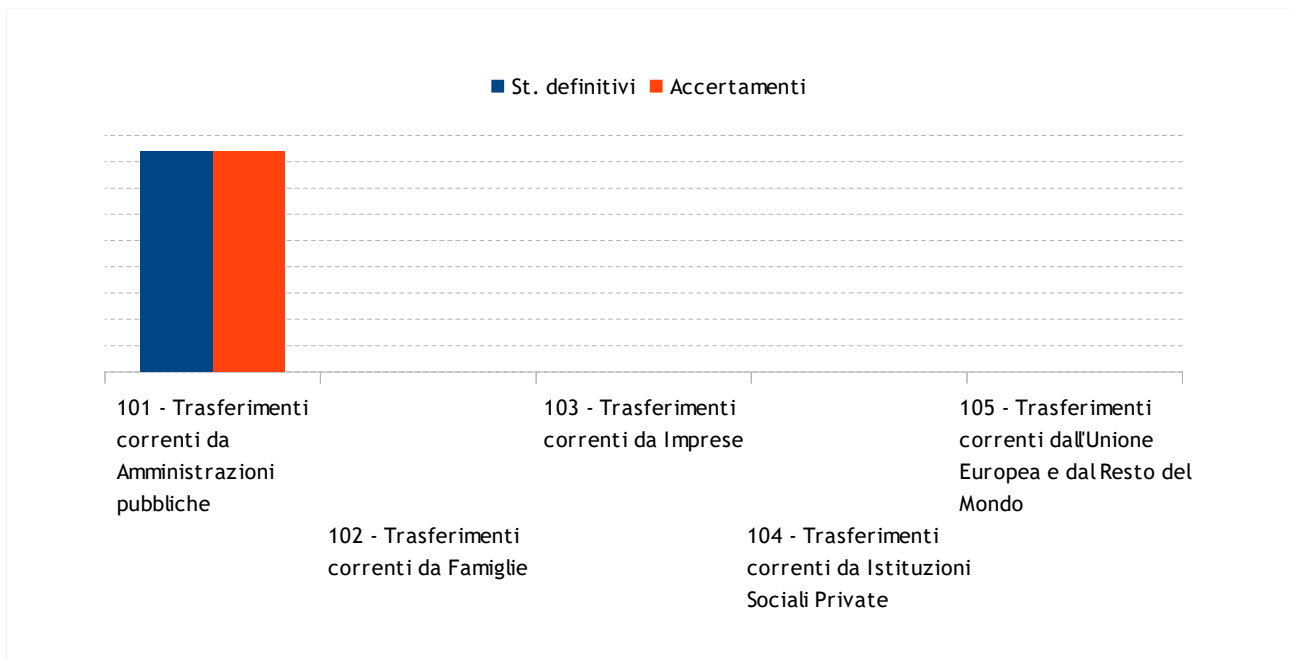 St. definitivi Accertamenti
101 - Trasferimenti
correnti da
Amministrazioni
pubbliche
102 - Trasferimenti
correnti da Famiglie
103 - Trasferimenti
correnti da Imprese
104 - Trasferimenti
correnti da Istituzioni
Sociali Private
105 - Trasferimenti
correnti dall'Unione
Europea e dal Resto del
Mondo